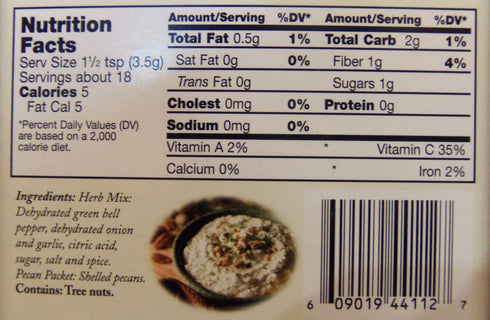 Nutrition
Facts
Serv Size 1½ tsp (3.5g)
Servings about 18
Calories 5
Fat Cal 5
*Percent Daily Values (DV)
are based on a 2,000
calorie diet.
Amount/Serving %DV* Amount/Serving %DV*
Total Fat 0.5g 1% Total Carb 2g 1%
Sat Fat 0g 0% Fiber 1g 4%
Trans Fat 0g Sugars 1g
Cholest 0mg 0% Protein 0g
Sodium 0mg 0%
Vitamin A 2% * Vitamin C 35%
Calcium 0% * Iron 2%
Ingredients: Herb Mix:
Dehydrated green bell
pepper, dehydrated onion
and garlic, citric acid,
sugar, salt and spice.
Pecan Packet: Shelled pecans.
Contains: Tree nuts.
6 09019 44112 7